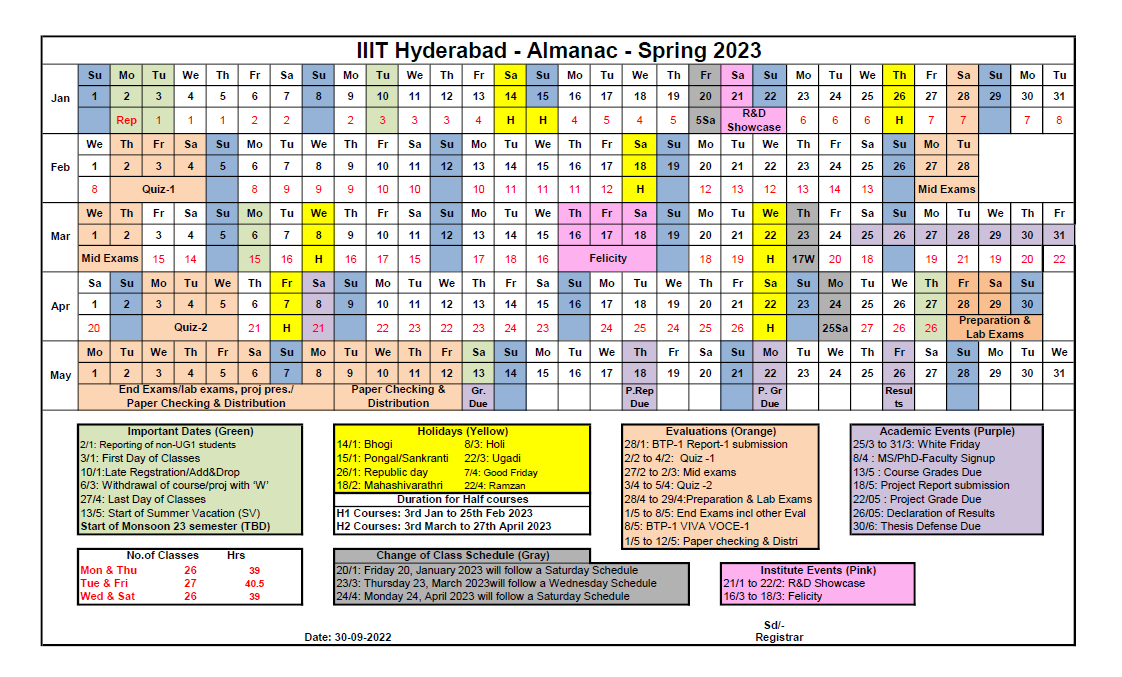 IIIT Hyderabad - Almanac - Spring 2023
Su Mo Tu We Th Fr Sa Su Mo Tu We Th Fr Sa Su Mo Tu We Th Fr Sa Su Mo Tu We Th Fr Sa Su Mo Tu
Jan 1 2 3 4 5 6 7 8 9 10 11 12 13 14 15 16 17 18 19 20 21 22 23 24 25 26 27 28 29 30 31
Rep 1 1 1 2 2 2 3 3 3 4 H H 4 5 4 5 5Sa R&D Showcase 6 6 6 H 7 7 7 8
We Th Fr Sa Su Mo Tu We Th Fr Sa Su Mo Tu We Th Fr Sa Su Mo Tu We Th Fr Sa Su Mo Tu
Feb 1 2 3 4 5 6 7 8 9 10 11 12 13 14 15 16 17 18 19 20 21 22 23 24 25 26 27 28
8 Quiz-1 8 9 9 9 10 10 10 11 11 11 12 H 12 13 12 13 14 13 Mid Exams
We Th Fr Sa Su Mo Tu We Th Fr Sa Su Mo Tu We Th Fr Sa Su Mo Tu We Th Fr Sa Su Mo Tu We Th Fr
Mar 1 2 3 4 5 6 7 8 9 10 11 12 13 14 15 16 17 18 19 20 21 22 23 24 25 26 27 28 29 30 31
Mid Exams 15 14 15 16 H 16 17 15 17 18 16 Felicity 18 19 H 17W 20 18 19 21 19 20 22
Sa Su Mo Tu We Th Fr Sa Su Mo Tu We Th Fr Sa Su Mo Tu We Th Fr Sa Su Mo Tu We Th Fr Sa Su
Apr 1 2 3 4 5 6 7 8 9 10 11 12 13 14 15 16 17 18 19 20 21 22 23 24 25 26 27 28 29 30
20 Quiz-2 21 H 21 22 23 22 23 24 23 24 25 24 25 26 H 25Sa 27 26 26 Preparation & Lab Exams
Mo Tu We Th Fr Sa Su Mo Tu We Th Fr Sa Su Mo Tu We Th Fr Sa Su Mo Tu We Th Fr Sa Su Mo Tu We
May 1 2 3 4 5 6 7 8 9 10 11 12 13 14 15 16 17 18 19 20 21 22 23 24 25 26 27 28 29 30 31
End Exams/lab exams, proj pres./ Paper Checking & Gr. P.Rep P. Gr Resul
Paper Checking & Distribution Distribution Due Due Due ts
Important Dates (Green)
2/1: Reporting of non-UG1 students
3/1: First Day of Classes
10/1:Late Regstration/Add&Drop
6/3: Withdrawal of course/proj with ‘W’
27/4: Last Day of Classes
13/5: Start of Summer Vacation (SV)
Start of Monsoon 23 semester (TBD)
Holidays (Yellow)
14/1: Bhogi 8/3: Holi
15/1: Pongal/Sankranti 22/3: Ugadi
26/1: Republic day 7/4: Good Friday
18/2: Mahashivarathri 22/4: Ramzan
Duration for Half courses
H1 Courses: 3rd Jan to 25th Feb 2023
H2 Courses: 3rd March to 27th April 2023
Evaluations (Orange)
28/1: BTP-1 Report-1 submission
2/2 to 4/2: Quiz -1
27/2 to 2/3: Mid exams
3/4 to 5/4: Quiz -2
28/4 to 29/4:Preparation & Lab Exams
1/5 to 8/5: End Exams incl other Eval
8/5: BTP-1 VIVA VOCE-1
1/5 to 12/5: Paper checking & Distri
Academic Events (Purple)
25/3 to 31/3: White Friday
8/4 : MS/PhD-Faculty Signup
13/5 : Course Grades Due
18/5: Project Report submission
22/05 : Project Grade Due
26/05: Declaration of Results
30/6: Thesis Defense Due
No.of Classes Hrs
Mon & Thu 26 39
Tue & Fri 27 40.5
Wed & Sat 26 39
Change of Class Schedule (Gray)
20/1: Friday 20, January 2023 will follow a Saturday Schedule
23/3: Thursday 23, March 2023will follow a Wednesday Schedule
24/4: Monday 24, April 2023 will follow a Saturday Schedule
Institute Events (Pink)
21/1 to 22/2: R&D Showcase
16/3 to 18/3: Felicity
Sd/-
Date: 30-09-2022 Registrar